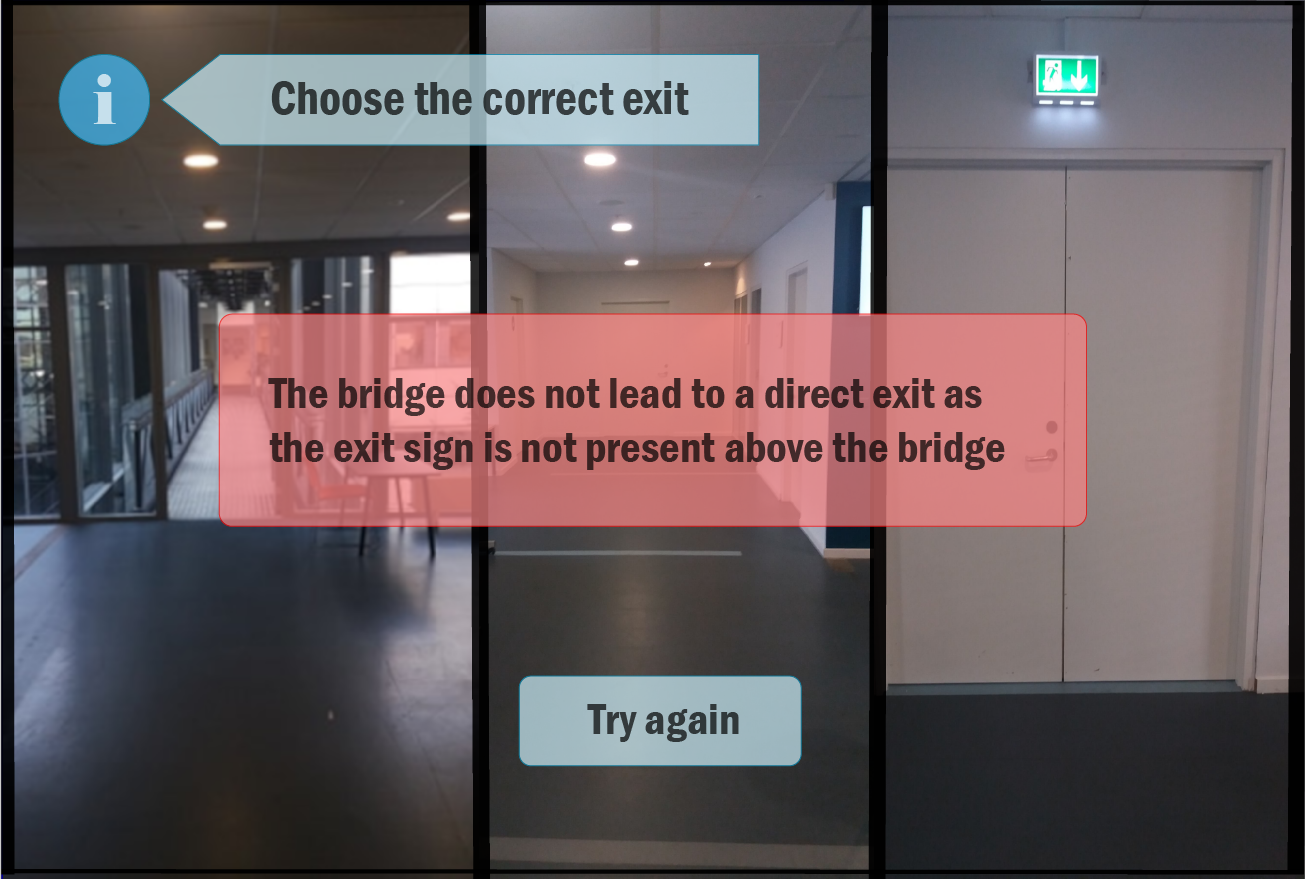 i
Choose the correct exit
The bridge does not lead to a direct exit as
the exit sign is not present above the bridge
Try again